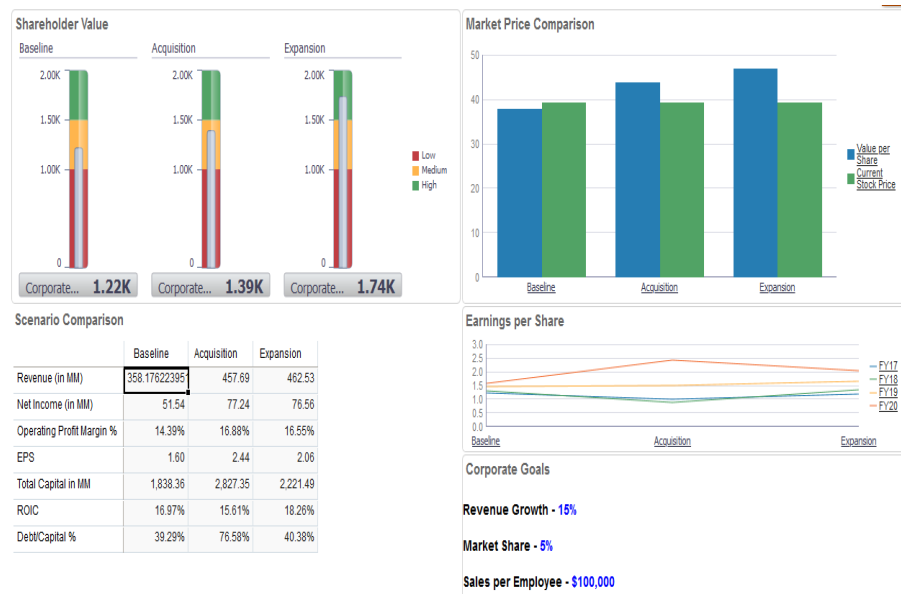 Shareholder Value
Baseline Acquisition Expansion
2.00K 2.00K 2.00K
1.50K 1.50K 1.50K
1.00K 1.00K 1.00K
0 0 0
Low
Medium
High
Corporate... 1.22K Corporate... 1.39K Corporate... 1.74K
Market Price Comparison
50
40
30
20
10
0
Baseline Acquisition Expansion
Value per
Share
Current
Stock Price
Scenario Comparison
Baseline Acquisition Expansion
Revenue (in MM) 358.176223951 457.69 462.53
Net Income (in MM) 51.54 77.24 76.56
Operating Profit Margin % 14.39% 16.88% 16.55%
EPS 1.60 2.44 2.06
Total Capital in MM 1,838.36 2,827.35 2,221.49
ROIC 16.97% 15.61% 18.26%
Debt/Capital % 39.29% 76.58% 40.38%
Earnings per Share
3.0
2.5
2.0
1.5
1.0
0.5
0.0
Baseline Acquisition Expansion
FY17
FY18
FY19
FY20
Corporate Goals
Revenue Growth - 15%
Market Share - 5%
Sales per Employee - $100,000